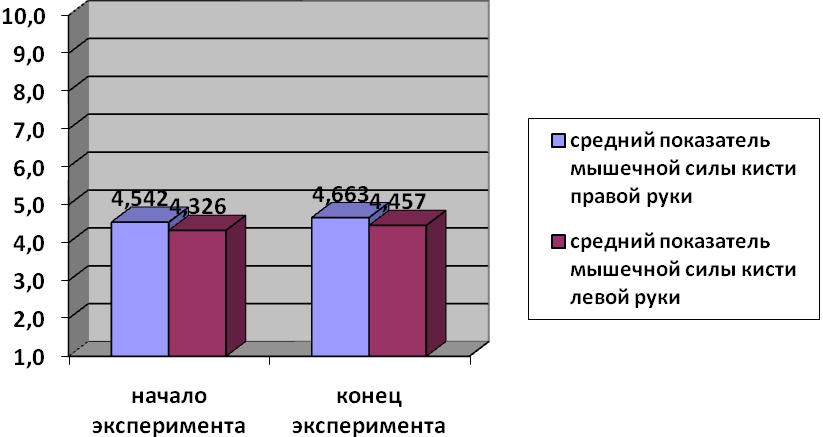 10,0
9,0
8,0
7,0
6,0
5,0
4,0
3,0
2,0
1,0
4,542
4,326
4,663
4,457
начало
эксперимента
конец
эксперимента
средний показатель
мышечной силы кисти
правой руки
средний показатель
мышечной силы кисти
левой руки